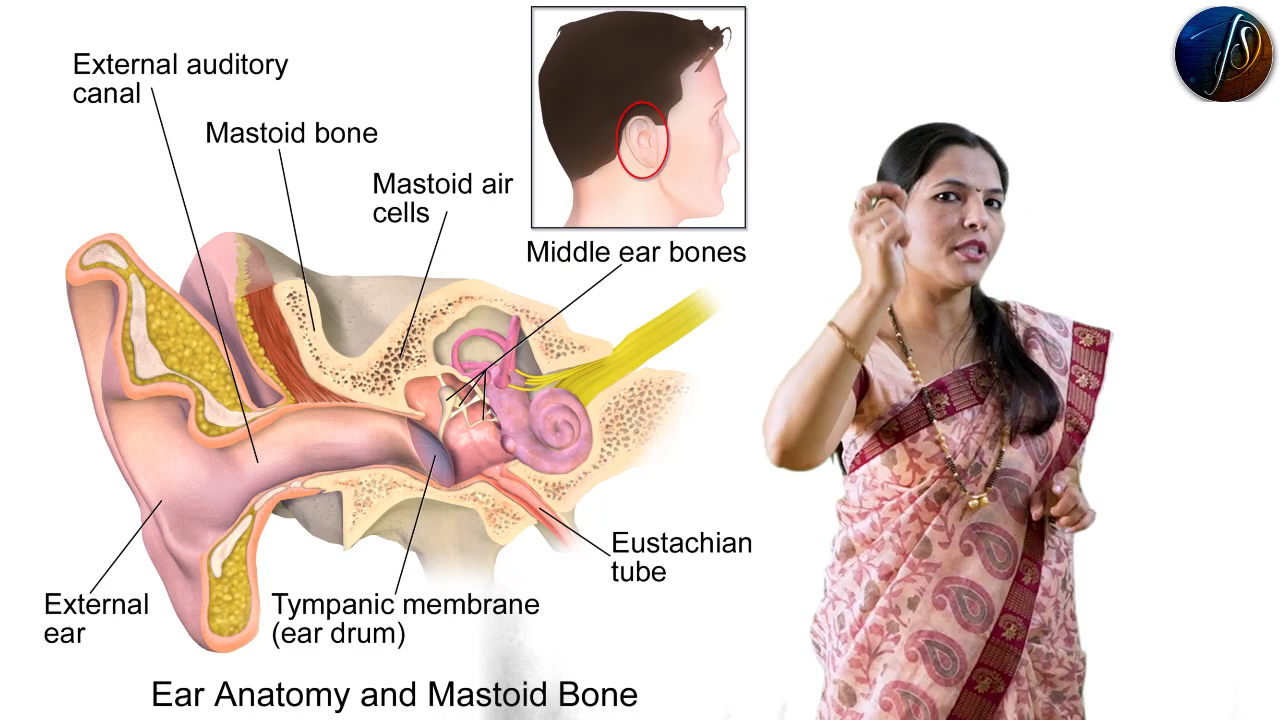 External auditory
canal
Mastoid bone
Mastoid air
cells
Middle ear bones
Eustachian
tube
External
ear
Tympanic membrane
(ear drum)
Ear Anatomy and Mastoid Bone